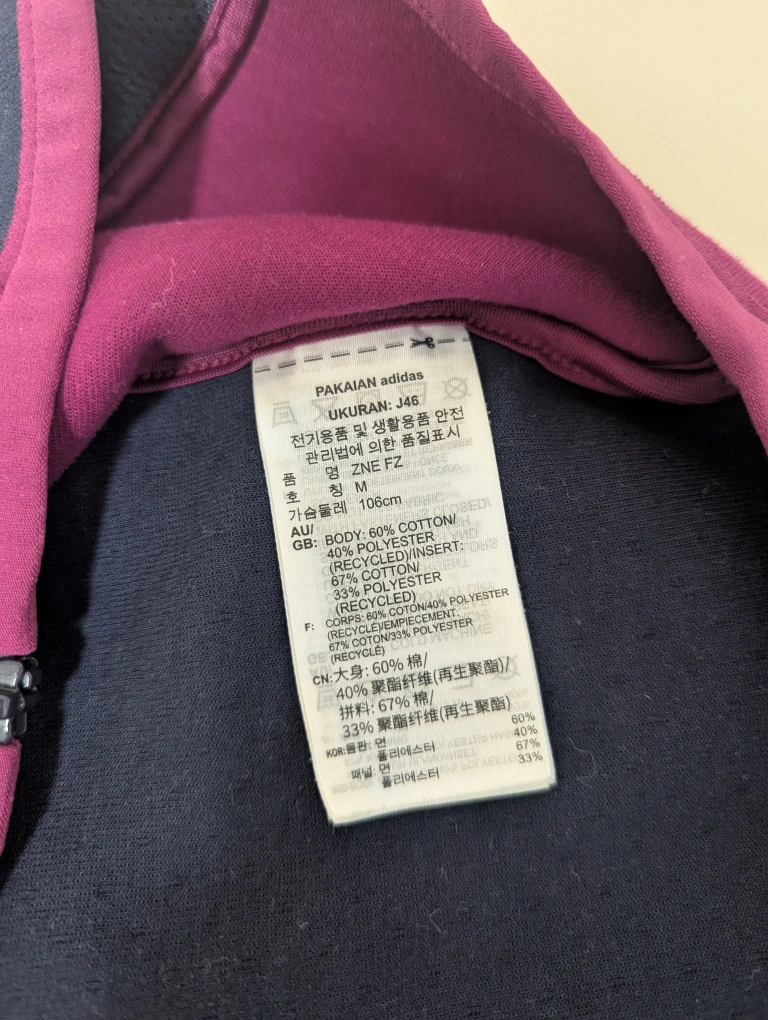 PAKAIAN adidas
UKURAN: J46
전기용품 및 생활용품 안전
관리법에 의한 품질표시
품 명 ZNE FZ
호 칭 M
가슴둘레 106cm
AU/
GB: BODY: 60% COTTON/
40% POLYESTER
(RECYCLED)/INSERT:
67% COTTON/
33% POLYESTER
(RECYCLED)
F: CORPS: 60% COTON/40% POLYESTER
(RECYCLÉ)/EMPIECEMENT:
67% COTON/33% POLYESTER
(RECYCLÉ)
CN: 大身: 60% 棉/
40% 聚酯纤维(再生聚酯)/
拼料: 67% 棉/
33% 聚酯纤维(再生聚酯)
KOR: 몸판: 면 60%
폴리에스터 40%
패널: 면 67%
폴리에스터 33%